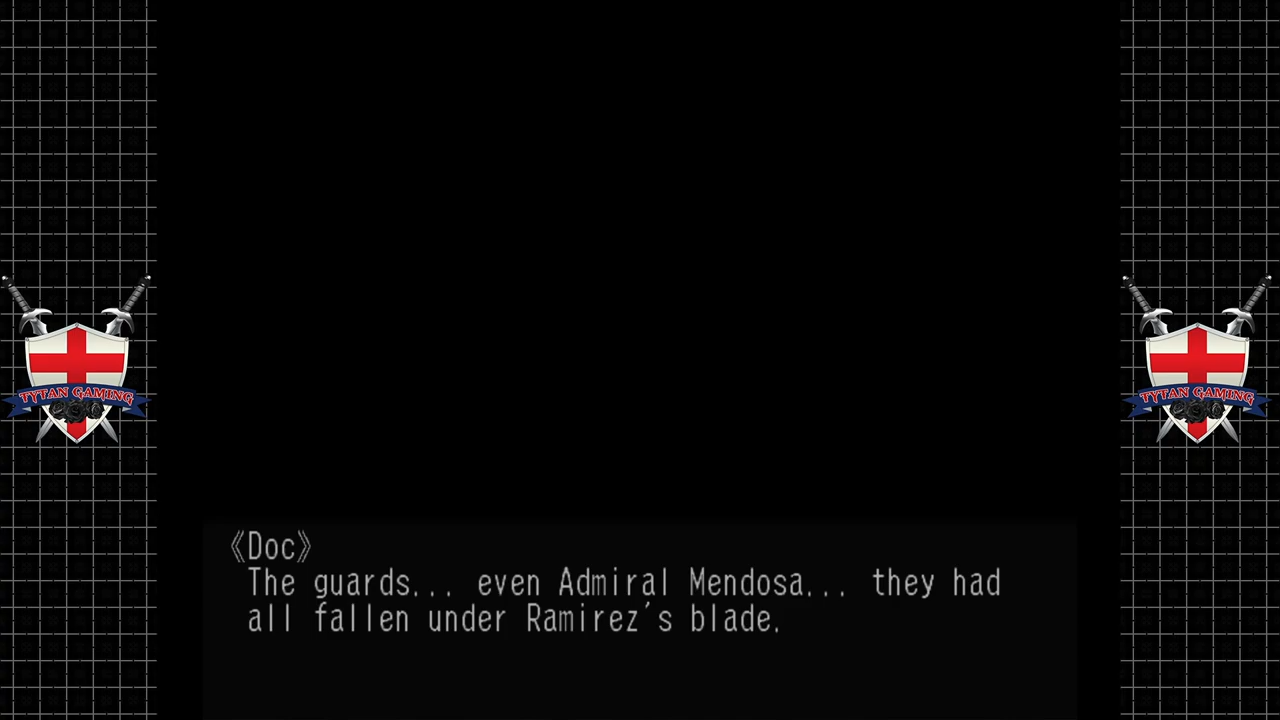 TYTAN GAMING
TYTAN GAMING
《Doc》
The guards... even Admiral Mendosa... they had
all fallen under Ramirez's blade.